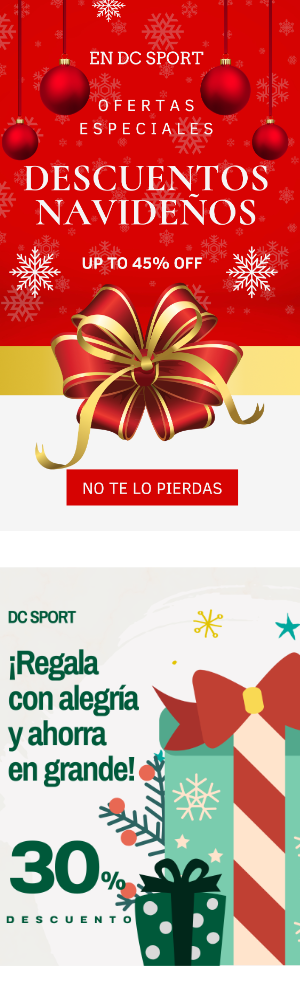 EN DC SPORT
OFERTAS
ESPECIALES
DESCUENTOS
NAVIDEÑOS
UP TO 45% OFF
NO TE LO PIERDAS
DC SPORT
¡Regala
con alegría
y ahorra
en grande!
30%
DESCUENTO